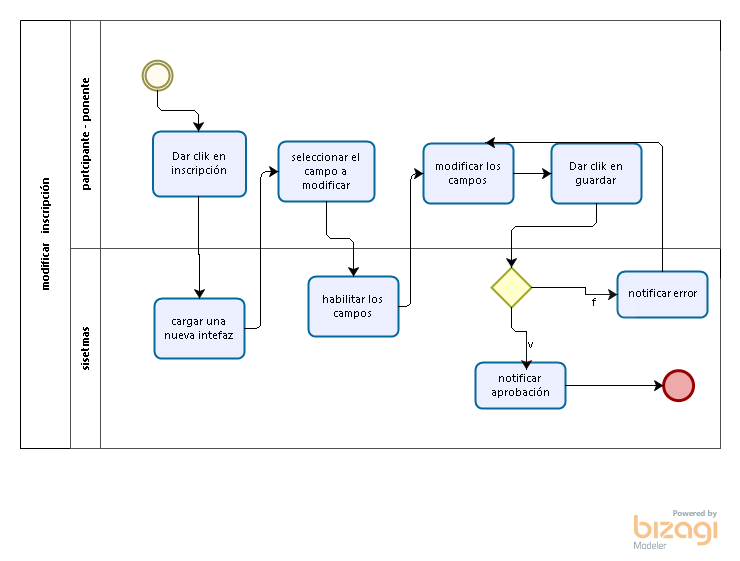 modificar inscripción
partcipante - ponente
sisetmas
Dar clik en
inscripción
seleccionar el
campo a
modificar
modificar los
campos
Dar clik en
guardar
cargar una
nueva intefaz
habilitar los
campos
f
notificar error
v
notificar
aprobación
Powered by
bizagi
Modeler